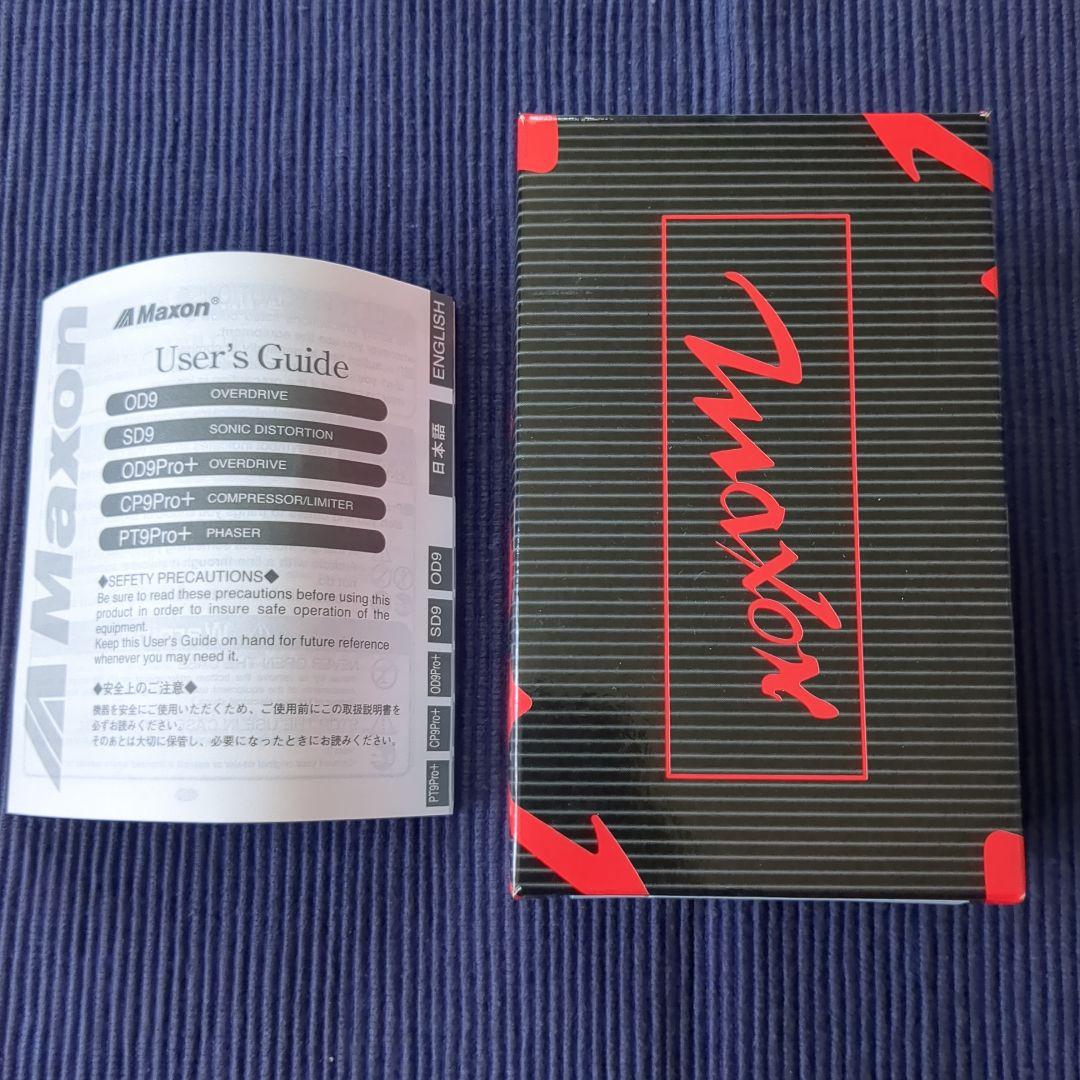 Maxon
Maxon®
User's Guide
OD9 OVERDRIVE
SD9 SONIC DISTORTION
OD9Pro+ OVERDRIVE
CP9Pro+ COMPRESSOR/LIMITER
PT9Pro+ PHASER
◆SEFETY PRECAUTIONS◆
Be sure to read these precautions before using this
product in order to insure safe operation of the
equipment.
Keep this User's Guide on hand for future reference
whenever you may need it.
◆安全上のご注意◆
機器を安全にご使用いただくため、ご使用前にこの取扱説明書を
必ずお読みください。
そのあとは大切に保管し、必要になったときにお読みください。
ENGLISH
日本語
OD9
SD9
OD9Pro+
CP9Pro+
PT9Pro+
maxon